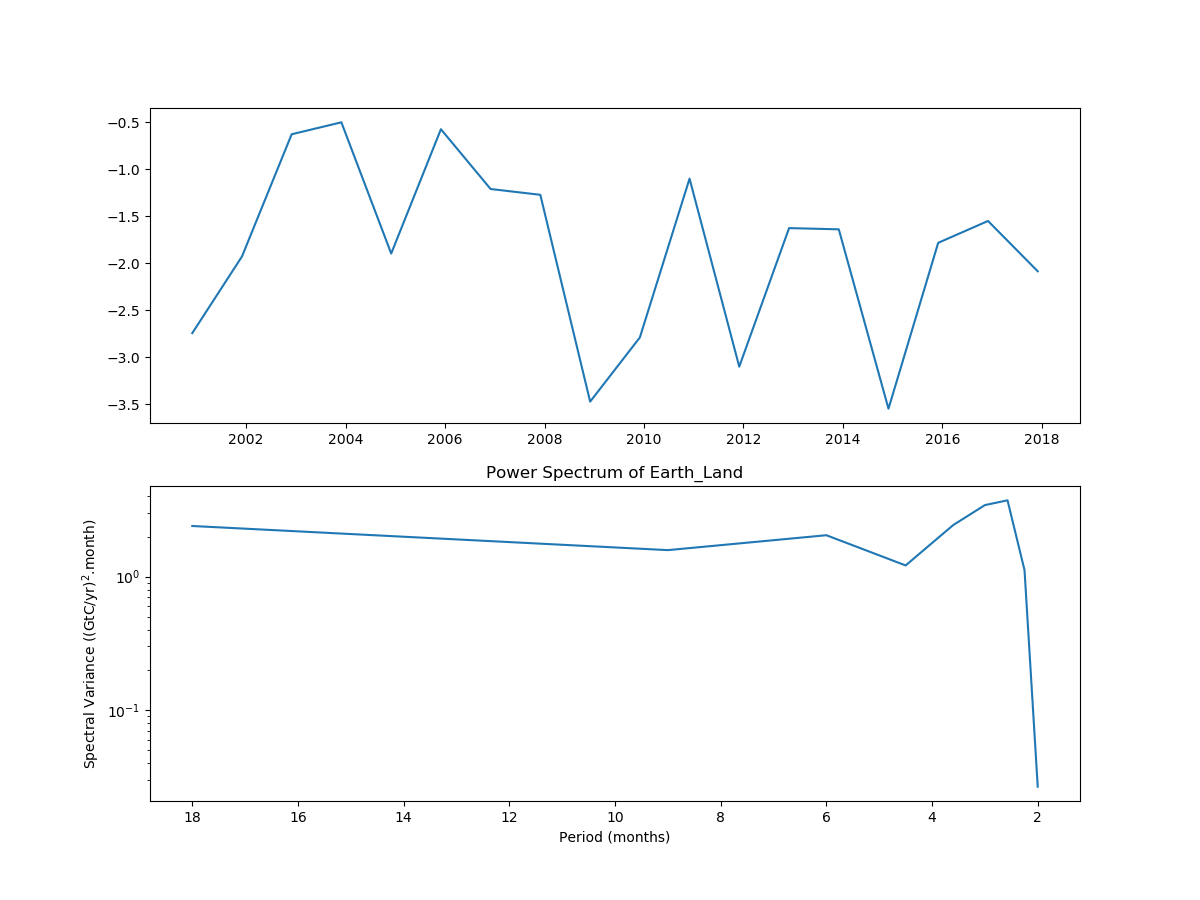 −0.5
−1.0
−1.5
−2.0
−2.5
−3.0
−3.5
2002 2004 2006 2008 2010 2012 2014 2016 2018
Power Spectrum of Earth_Land
Spectral Variance ((GtC/yr)².month)
10⁰
10⁻¹
18 16 14 12 10 8 6 4 2
Period (months)